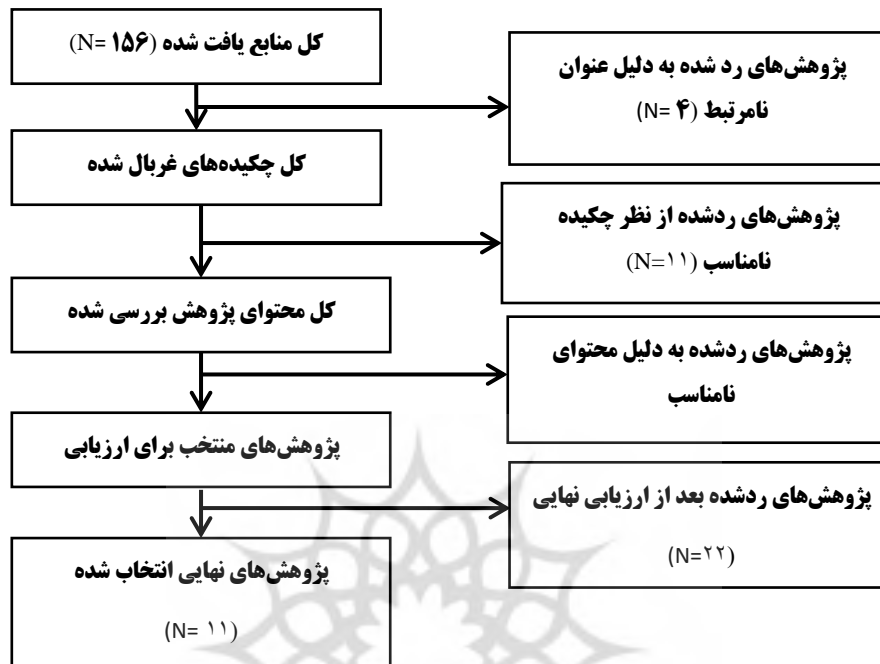 کل منابع یافت شده (N= ۱۵۶)
پژوهش‌های رد شده به دلیل عنوان
نامرتبط (N= ۴)
کل چکیده‌های غربال شده
پژوهش‌های ردشده از نظر چکیده
نامناسب (N=۱۱)
کل محتوای پژوهش بررسی شده
پژوهش‌های ردشده به دلیل محتوای
نامناسب
پژوهش‌های منتخب برای ارزیابی
پژوهش‌های ردشده بعد از ارزیابی نهایی
(N=۲۲)
پژوهش‌های نهایی انتخاب شده
(N= ۱۱)